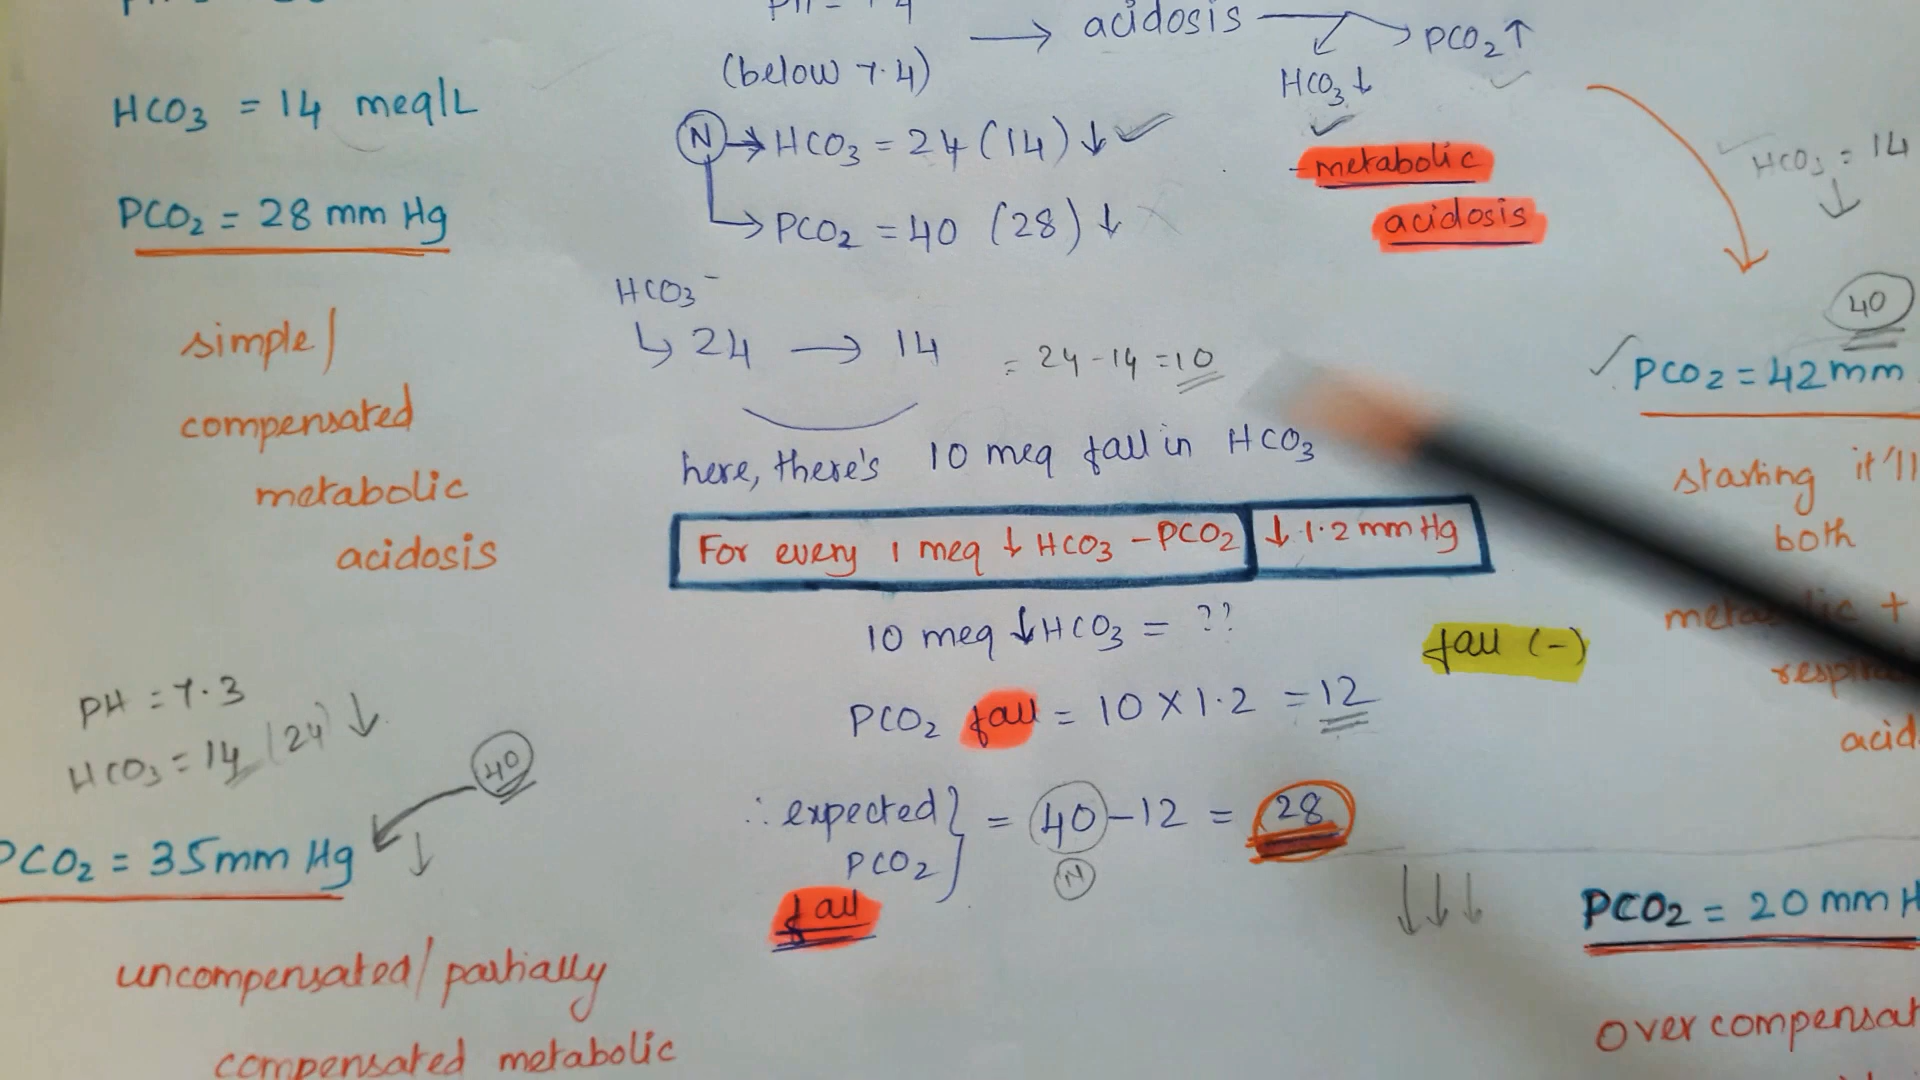 HCO3 = 14 meq/L
PCO2 = 28 mm Hg
simple/
compensated
metabolic
acidosis
PH = 7.3
HCO3 = 14 (24) ↓
40
PCO2 = 35mm Hg ↓
uncompensated/partially
compensated metabolic
(below 7.4)
→ acidosis → PCO2 ↑
HCO3 ↓
N → HCO3 = 24 (14) ↓ ✓
→ PCO2 = 40 (28) ↓
- metabolic
acidosis
HCO3⁻
↳ 24 → 14 = 24 - 14 = 10
here, there's 10 meq fall in HCO3
For every 1 meq ↓ HCO3 - PCO2 ↓ 1.2 mm Hg
10 meq ↓ HCO3 = ??
fall (-)
PCO2 fall = 10 X 1.2 = 12
∴ expected } = 40 - 12 = 28
PCO2
N
fall
HCO3 = 14
↓
40
✓ PCO2 = 42 mm
starting it'll
both
+
acid
↓↓↓
PCO2 = 20 mm H
over compensat